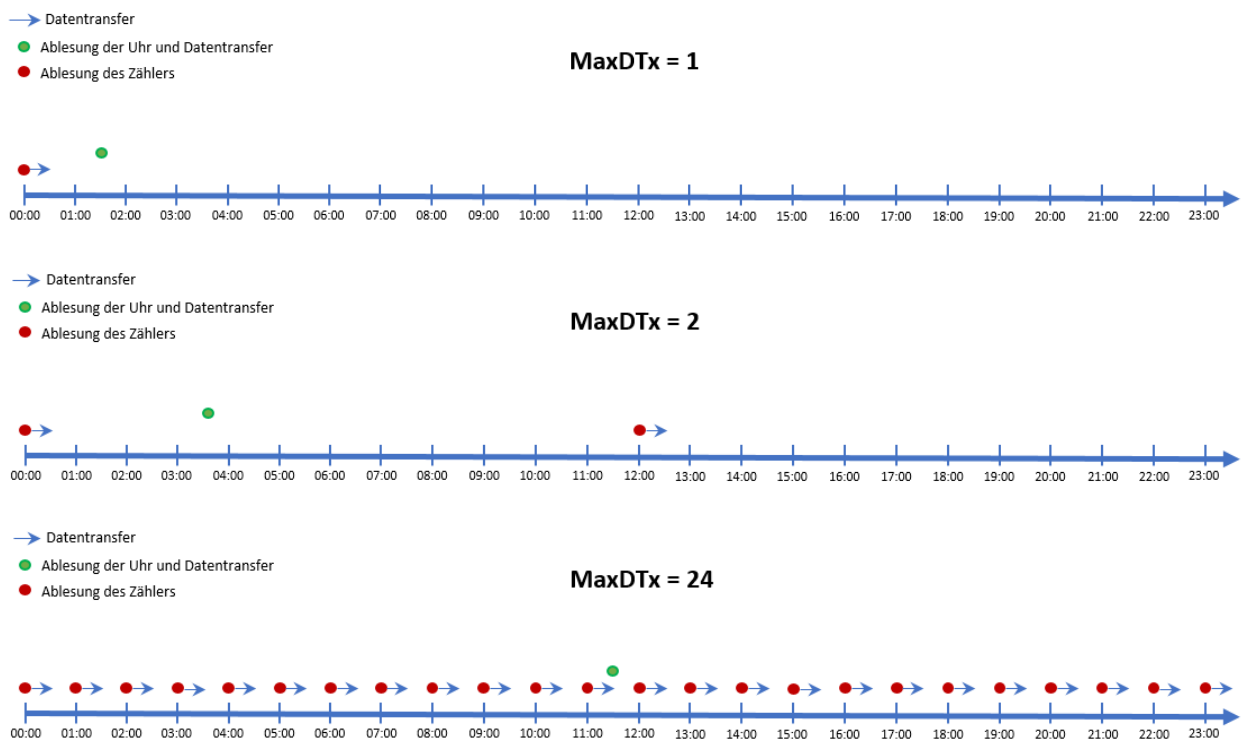 Datentransfer
Ablesung der Uhr und Datentransfer
MaxDTx = 1
Ablesung des Zählers
00:00 01:00 02:00 03:00 04:00 05:00 06:00 07:00 08:00 09:00 10:00 11:00 12:00 13:00 14:00 15:00 16:00 17:00 18:00 19:00 20:00 21:00 22:00 23:00
Datentransfer
Ablesung der Uhr und Datentransfer
MaxDTx = 2
Ablesung des Zählers
00:00 01:00 02:00 03:00 04:00 05:00 06:00 07:00 08:00 09:00 10:00 11:00 12:00 13:00 14:00 15:00 16:00 17:00 18:00 19:00 20:00 21:00 22:00 23:00
Datentransfer
Ablesung der Uhr und Datentransfer
MaxDTx = 24
Ablesung des Zählers
00:00 01:00 02:00 03:00 04:00 05:00 06:00 07:00 08:00 09:00 10:00 11:00 12:00 13:00 14:00 15:00 16:00 17:00 18:00 19:00 20:00 21:00 22:00 23:00